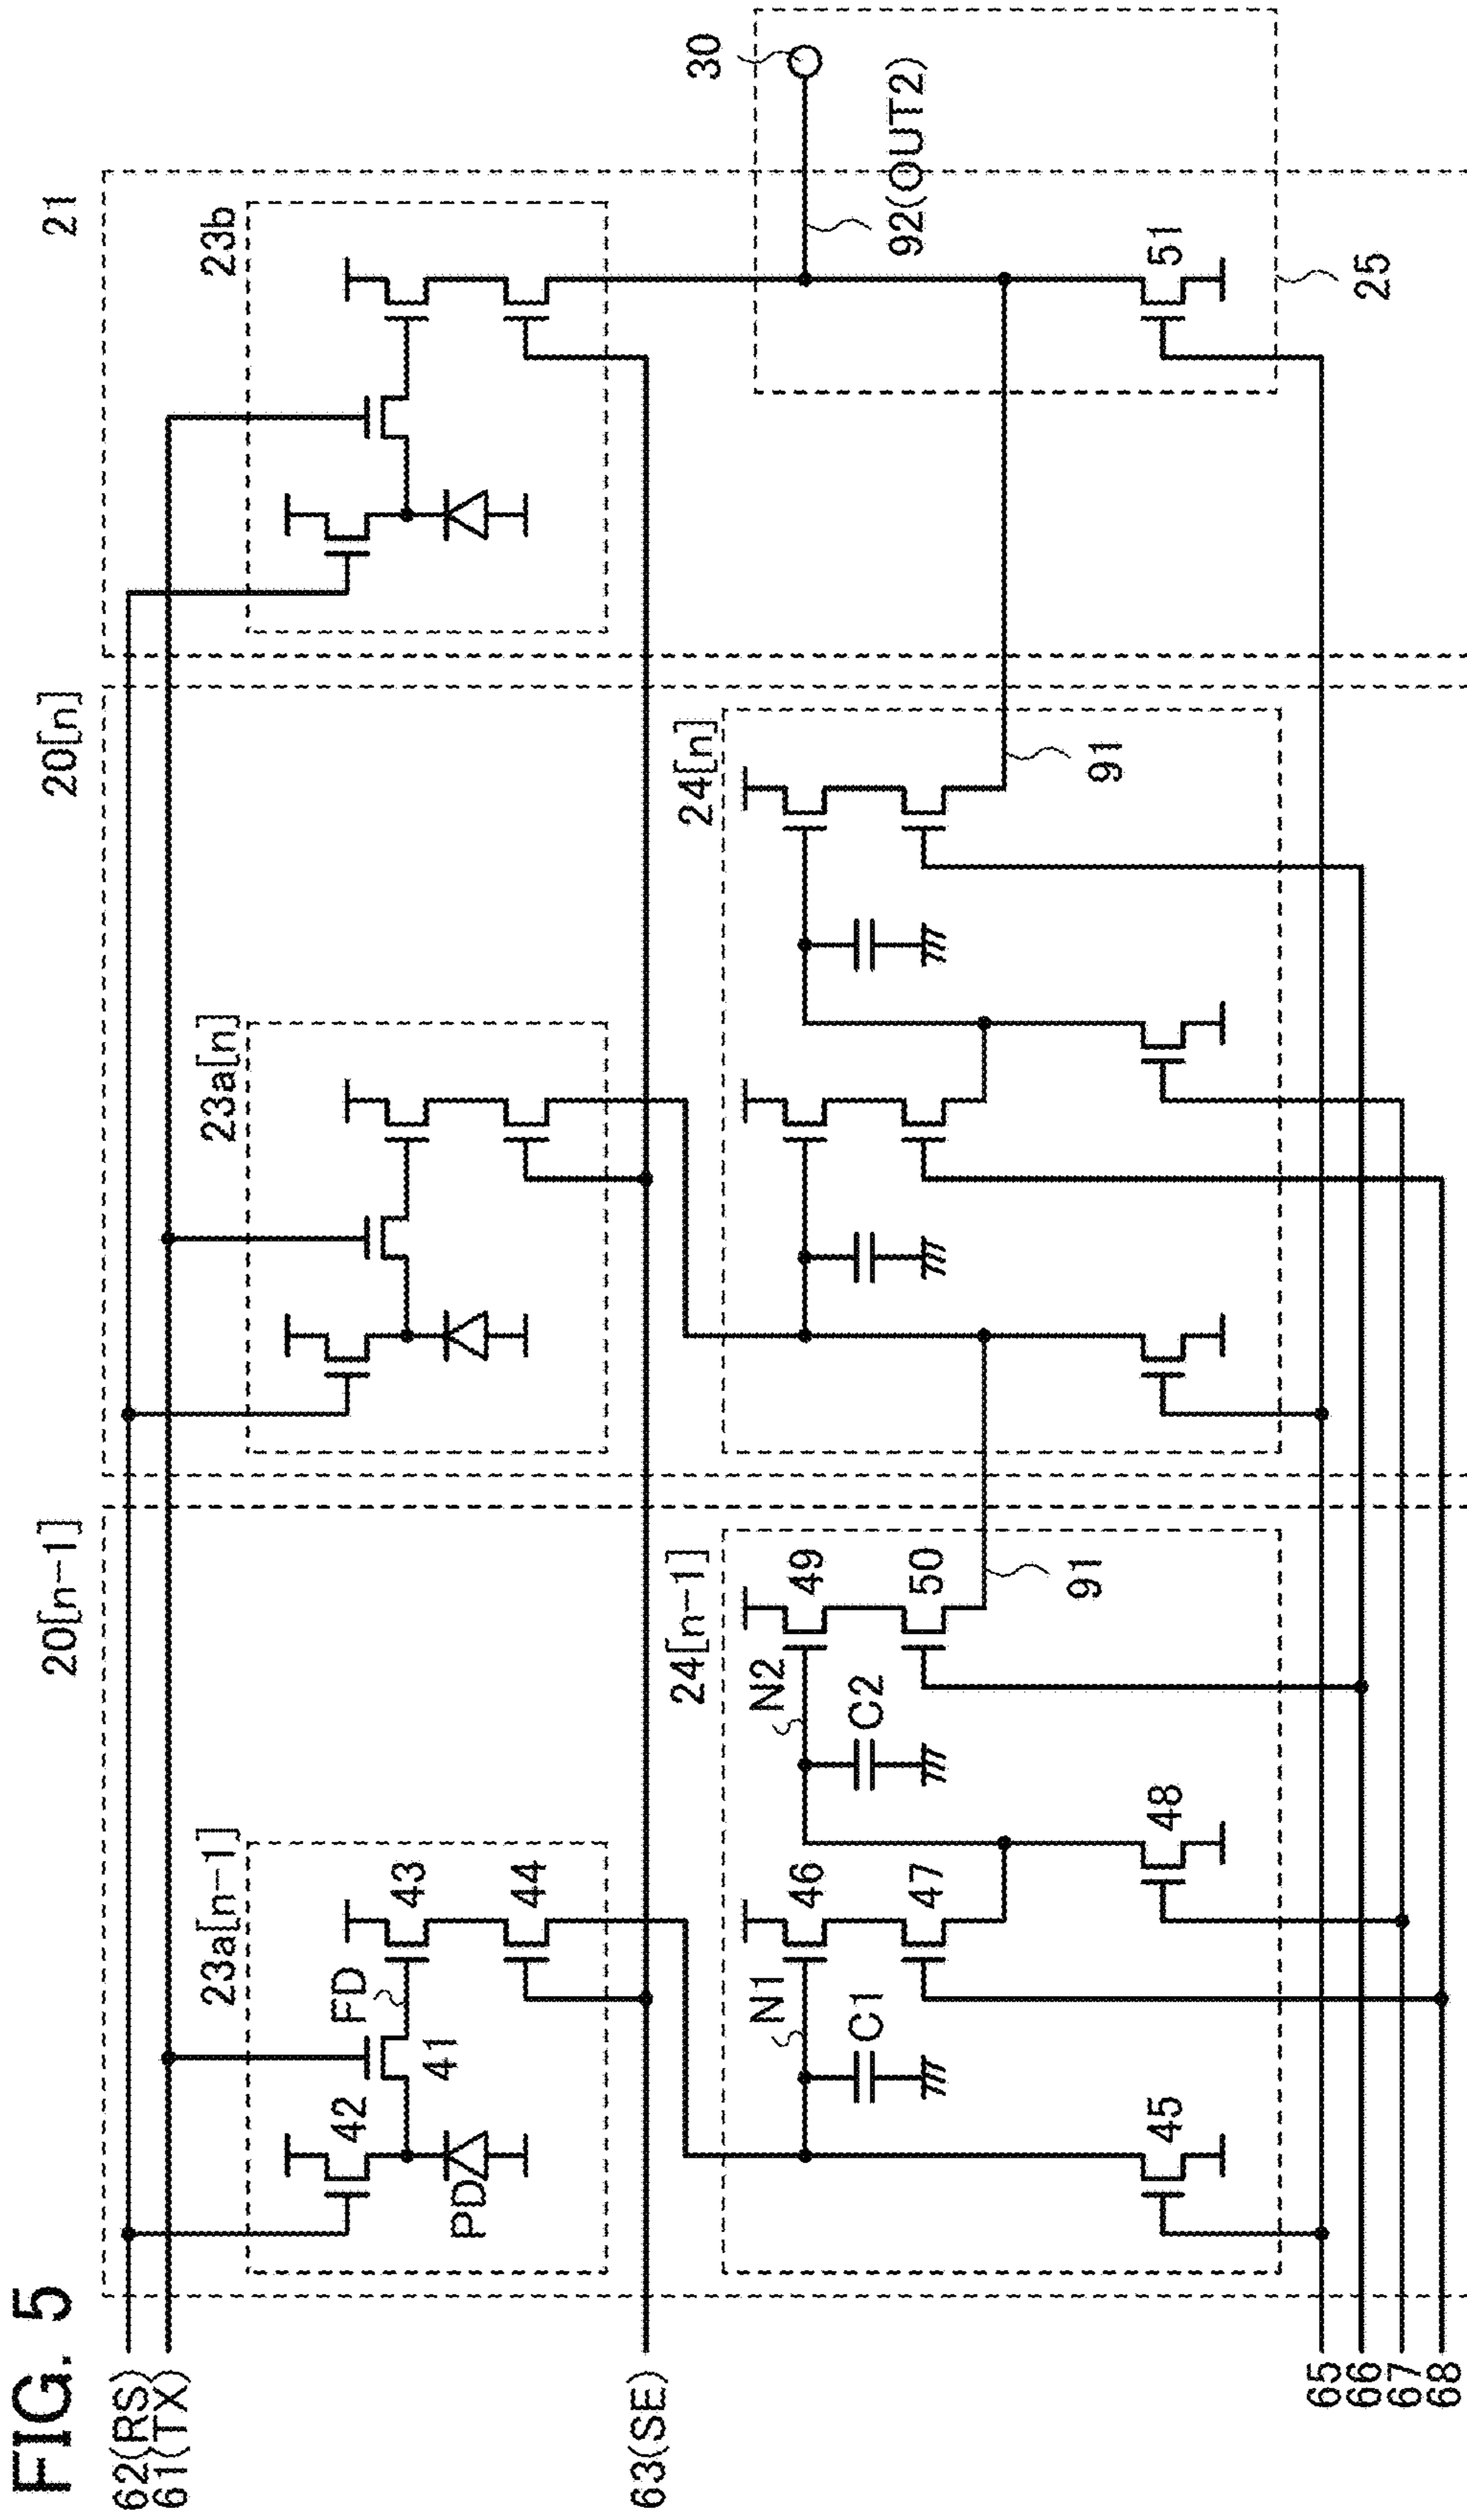 FIG. 5
20[n-1]
20[n]
21
62(RS)
61(TX)
23a[n-1]
23a[n]
23b
42
FD
43
41
PD
44
63(SE)
24[n-1]
24[n]
30
N1
46
N2
49
C1
47
C2
50
92(OUT2)
91
91
45
48
51
65
66
67
68
25